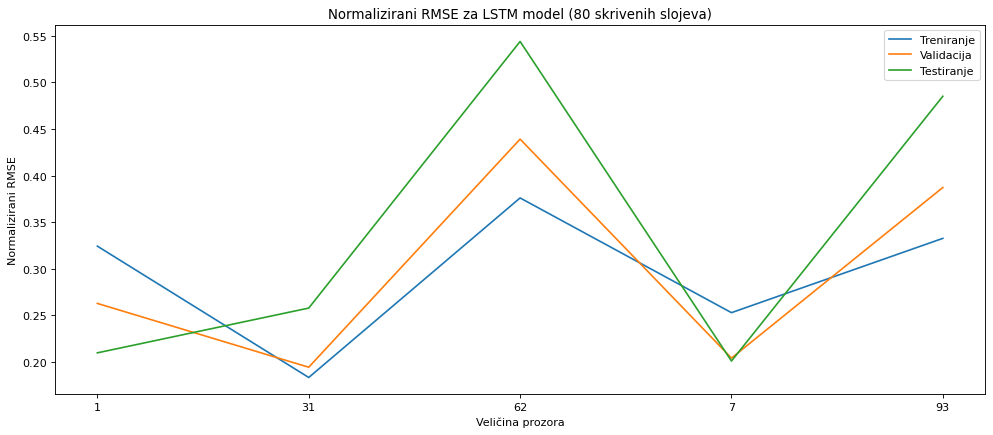 Normalizirani RMSE za LSTM model (80 skrivenih slojeva)
Treniranje
Validacija
Testiranje
Normalizirani RMSE
0.55
0.50
0.45
0.40
0.35
0.30
0.25
0.20
1
31
62
7
93
Veličina prozora